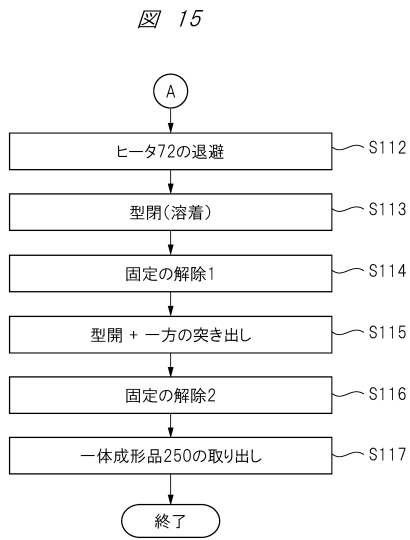 図 15
A
ヒータ72の退避
S112
型閉(溶着)
S113
固定の解除1
S114
型開 + 一方の突き出し
S115
固定の解除2
S116
一体成形品250の取り出し
S117
終了